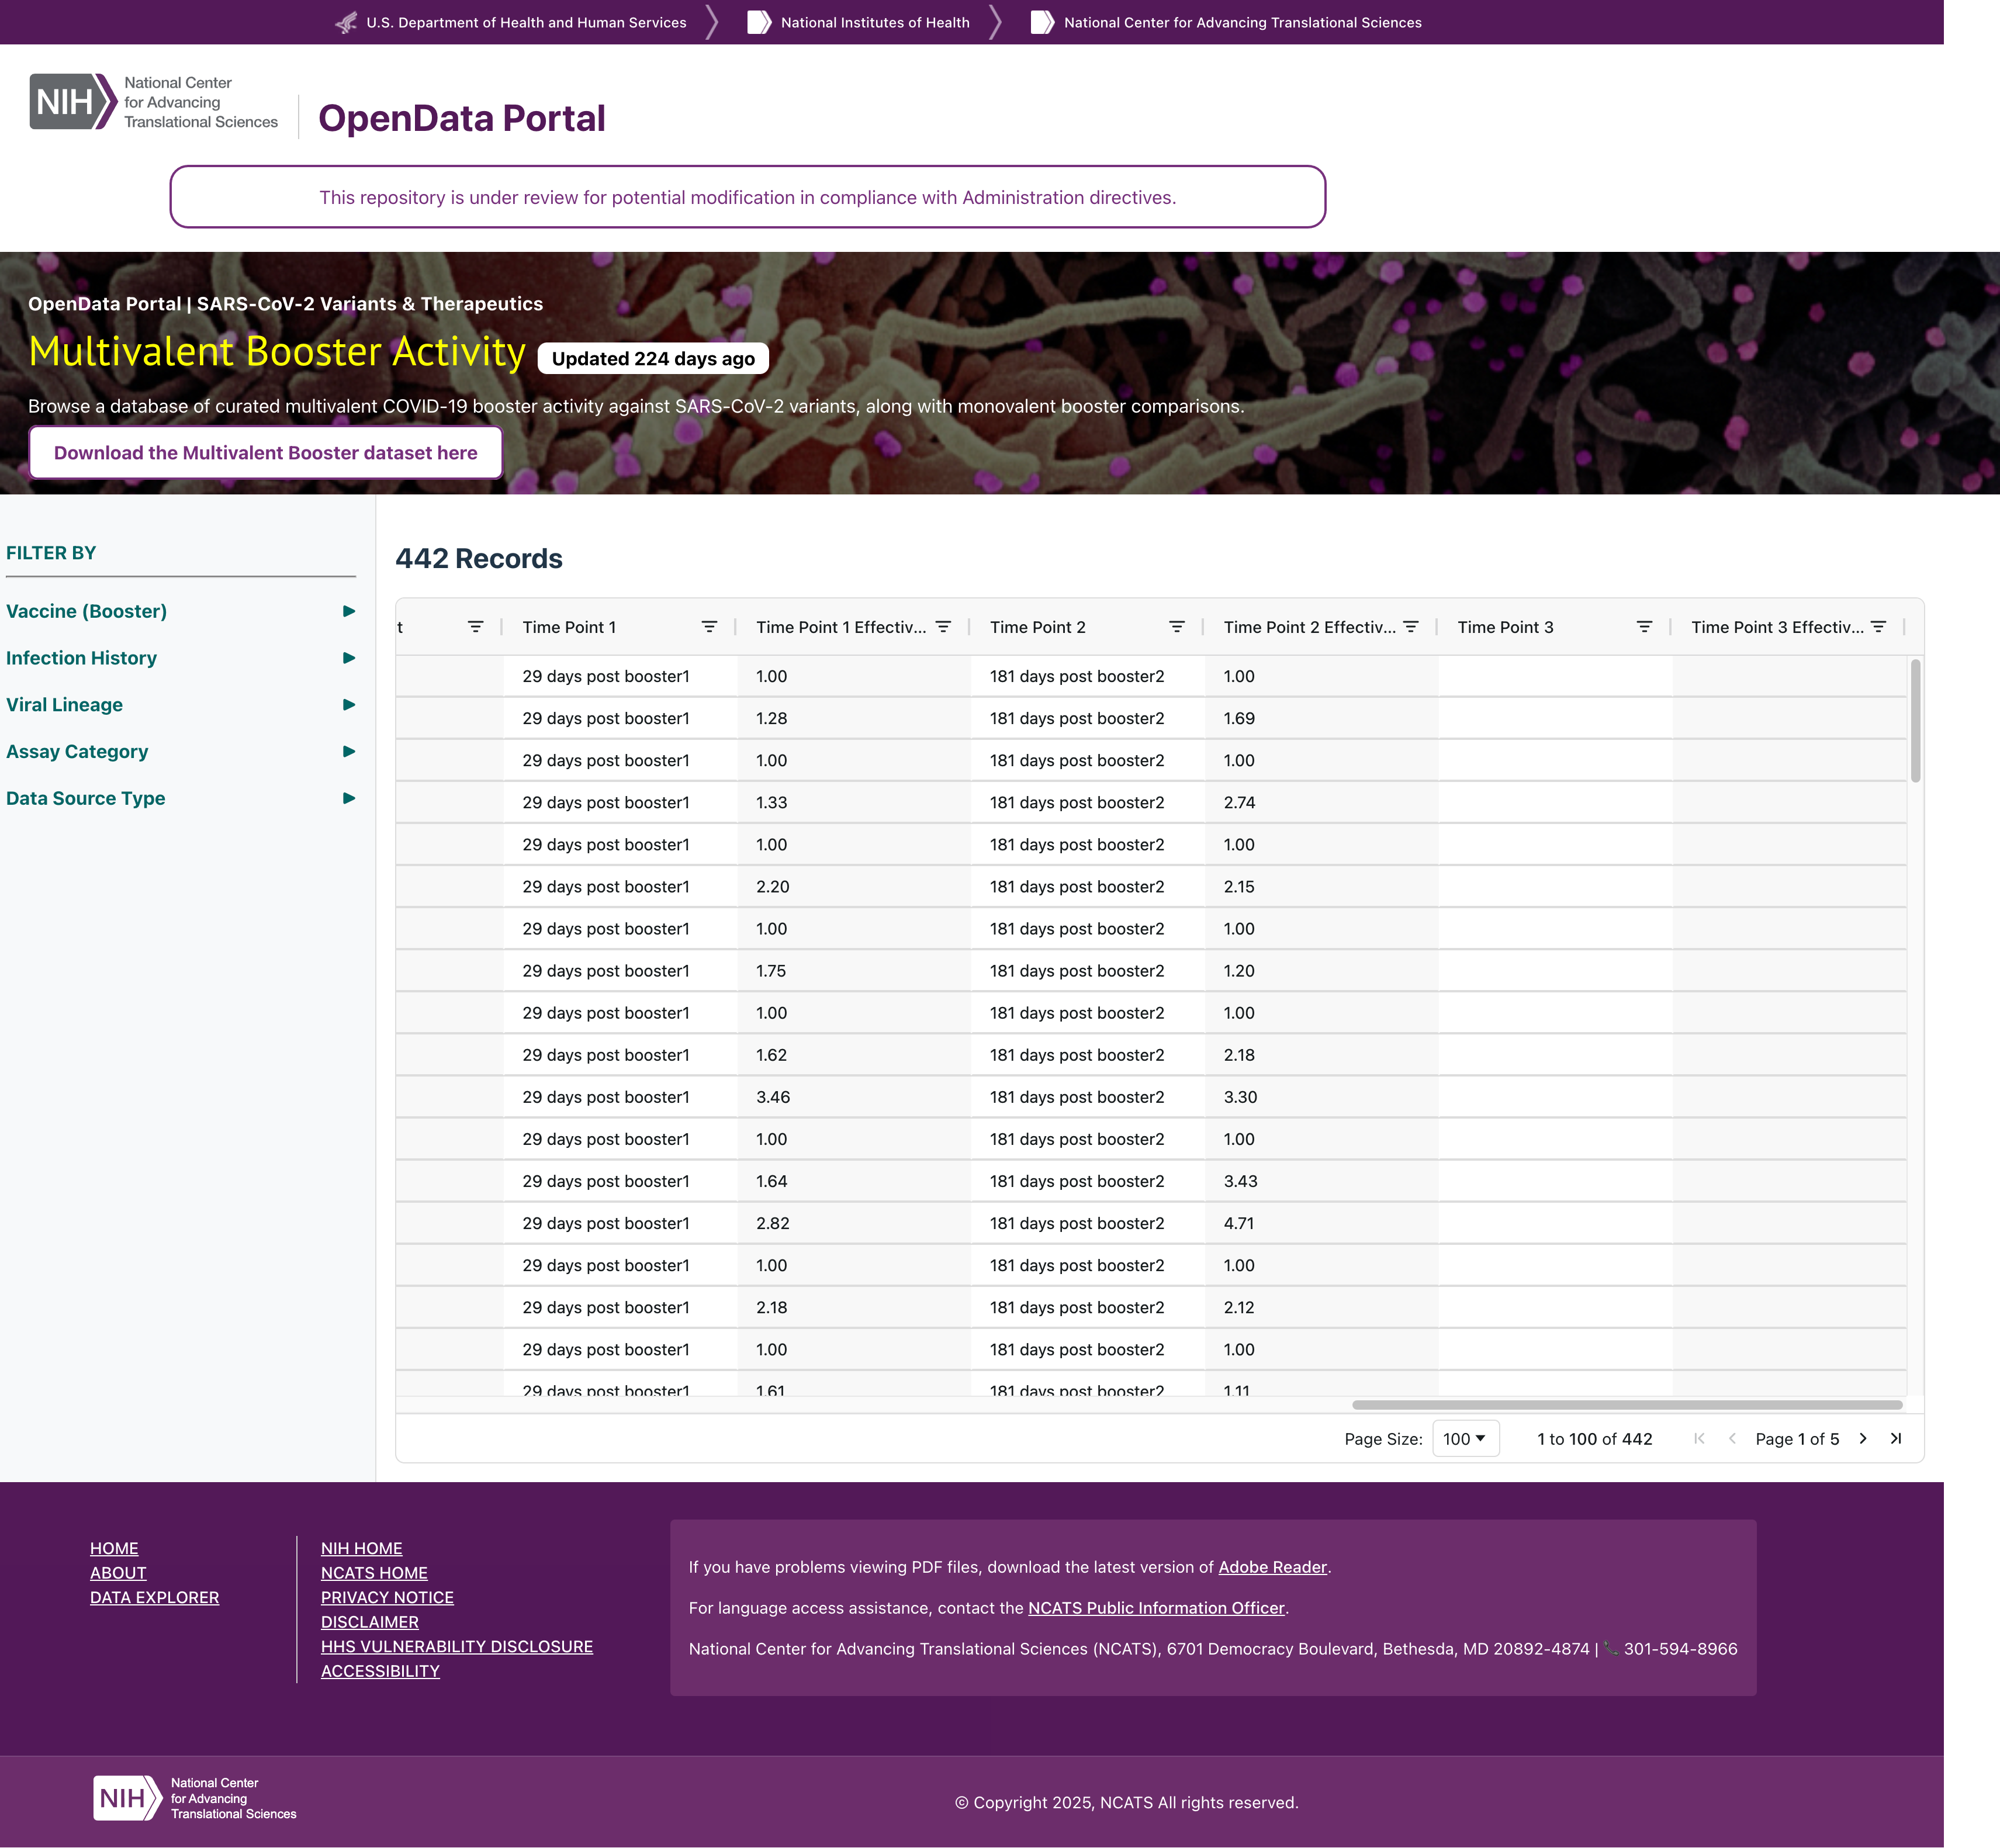 U.S. Department of Health and Human Services National Institutes of Health National Center for Advancing Translational Sciences
NIH
National Center
for Advancing
Translational Sciences
OpenData Portal
This repository is under review for potential modification in compliance with Administration directives.
OpenData Portal | SARS-CoV-2 Variants & Therapeutics
Multivalent Booster Activity Updated 224 days ago
Browse a database of curated multivalent COVID-19 booster activity against SARS-CoV-2 variants, along with monovalent booster comparisons.
Download the Multivalent Booster dataset here
FILTER BY
Vaccine (Booster)
Infection History
Viral Lineage
Assay Category
Data Source Type
442 Records
t Time Point 1 Time Point 1 Effectiv... Time Point 2 Time Point 2 Effectiv... Time Point 3 Time Point 3 Effectiv...
29 days post booster1 1.00 181 days post booster2 1.00
29 days post booster1 1.28 181 days post booster2 1.69
29 days post booster1 1.00 181 days post booster2 1.00
29 days post booster1 1.33 181 days post booster2 2.74
29 days post booster1 1.00 181 days post booster2 1.00
29 days post booster1 2.20 181 days post booster2 2.15
29 days post booster1 1.00 181 days post booster2 1.00
29 days post booster1 1.75 181 days post booster2 1.20
29 days post booster1 1.00 181 days post booster2 1.00
29 days post booster1 1.62 181 days post booster2 2.18
29 days post booster1 3.46 181 days post booster2 3.30
29 days post booster1 1.00 181 days post booster2 1.00
29 days post booster1 1.64 181 days post booster2 3.43
29 days post booster1 2.82 181 days post booster2 4.71
29 days post booster1 1.00 181 days post booster2 1.00
29 days post booster1 2.18 181 days post booster2 2.12
29 days post booster1 1.00 181 days post booster2 1.00
29 days post booster1 1.61 181 days post booster2 1.11
Page Size: 100 1 to 100 of 442 Page 1 of 5
HOME
ABOUT
DATA EXPLORER
NIH HOME
NCATS HOME
PRIVACY NOTICE
DISCLAIMER
HHS VULNERABILITY DISCLOSURE
ACCESSIBILITY
If you have problems viewing PDF files, download the latest version of Adobe Reader.
For language access assistance, contact the NCATS Public Information Officer.
National Center for Advancing Translational Sciences (NCATS), 6701 Democracy Boulevard, Bethesda, MD 20892-4874 | 📞 301-594-8966
NIH
National Center
for Advancing
Translational Sciences
© Copyright 2025, NCATS All rights reserved.